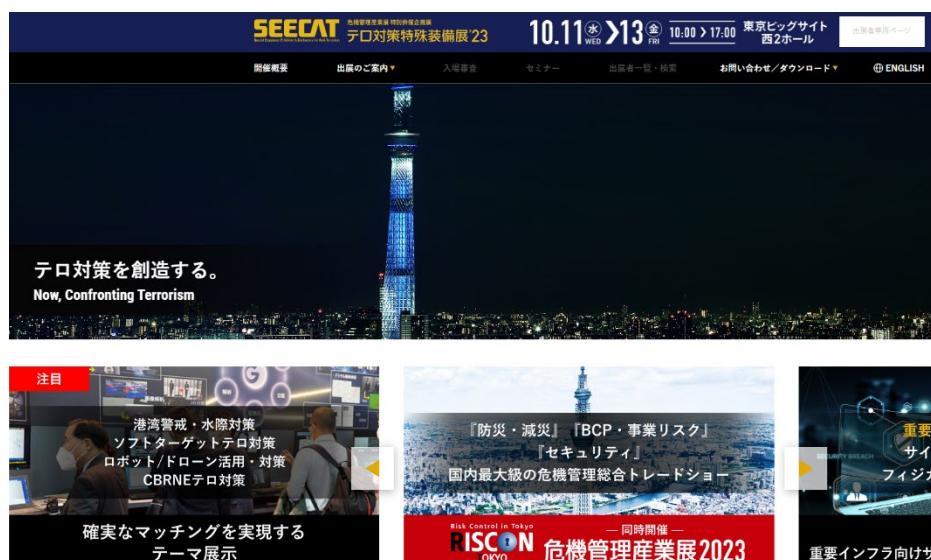 SEECAT
危機管理産業展 特別併催企画展
テロ対策特殊装備展'23
10.11 水 WED 13 金 FRI
10:00 17:00
東京ビッグサイト
西2ホール
出展者専用ページ
開催概要
出展のご案内
入場審査
セミナー
出展者一覧・検索
お問い合わせ/ダウンロード
ENGLISH
テロ対策を創造する。
Now, Confronting Terrorism
注目
港湾警戒・水際対策
ソフトターゲットテロ対策
ロボット/ドローン活用・対策
CBRNEテロ対策
確実なマッチングを実現する
テーマ展示
『防災・減災』『BCP・事業リスク』
『セキュリティ』
国内最大級の危機管理総合トレードショー
Risk Control in Tokyo
RISCON
TOKYO
― 同時開催 ―
危機管理産業展2023
重要
サイ
フィジカ
SECURITY BREACH
重要インフラ向けサ